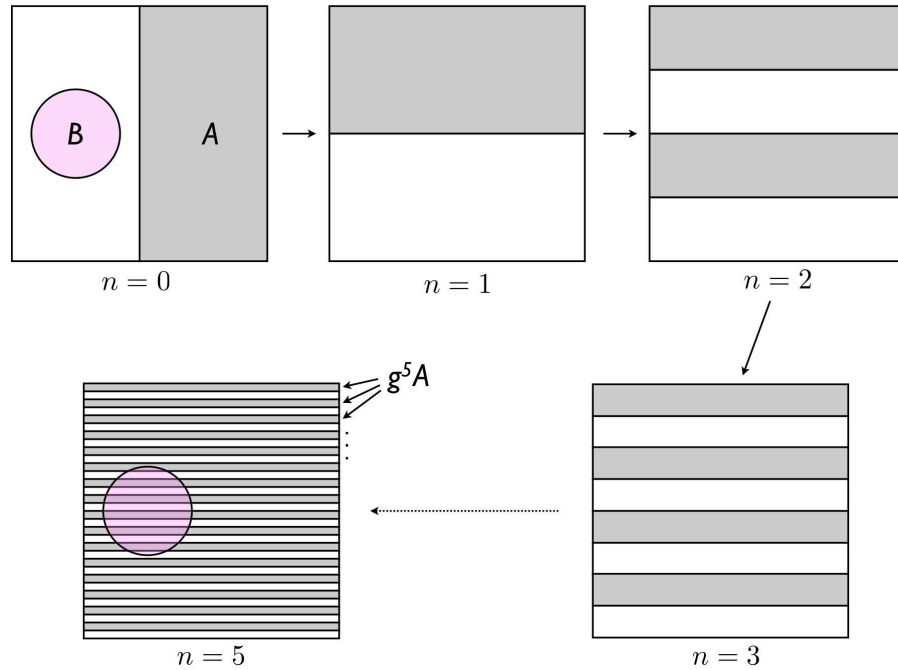 B A
n = 0
n = 1
n = 2
g⁵A
n = 5
n = 3